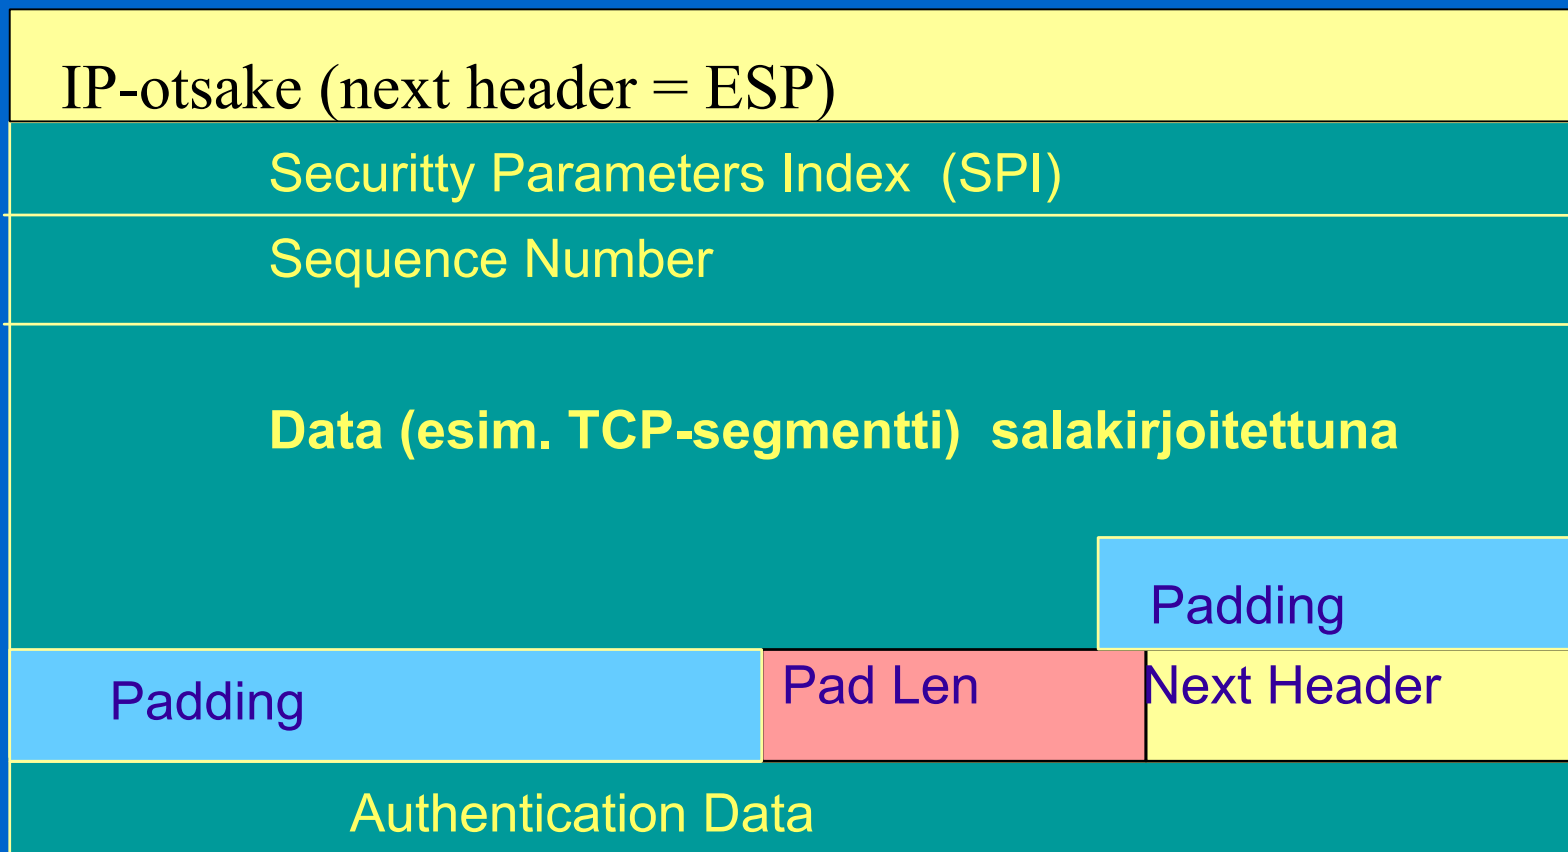 IP-otsake (next header = ESP)
Securitty Parameters Index (SPI)
Sequence Number
Data (esim. TCP-segmentti) salakirjoitettuna
Padding
Padding
Pad Len
Next Header
Authentication Data